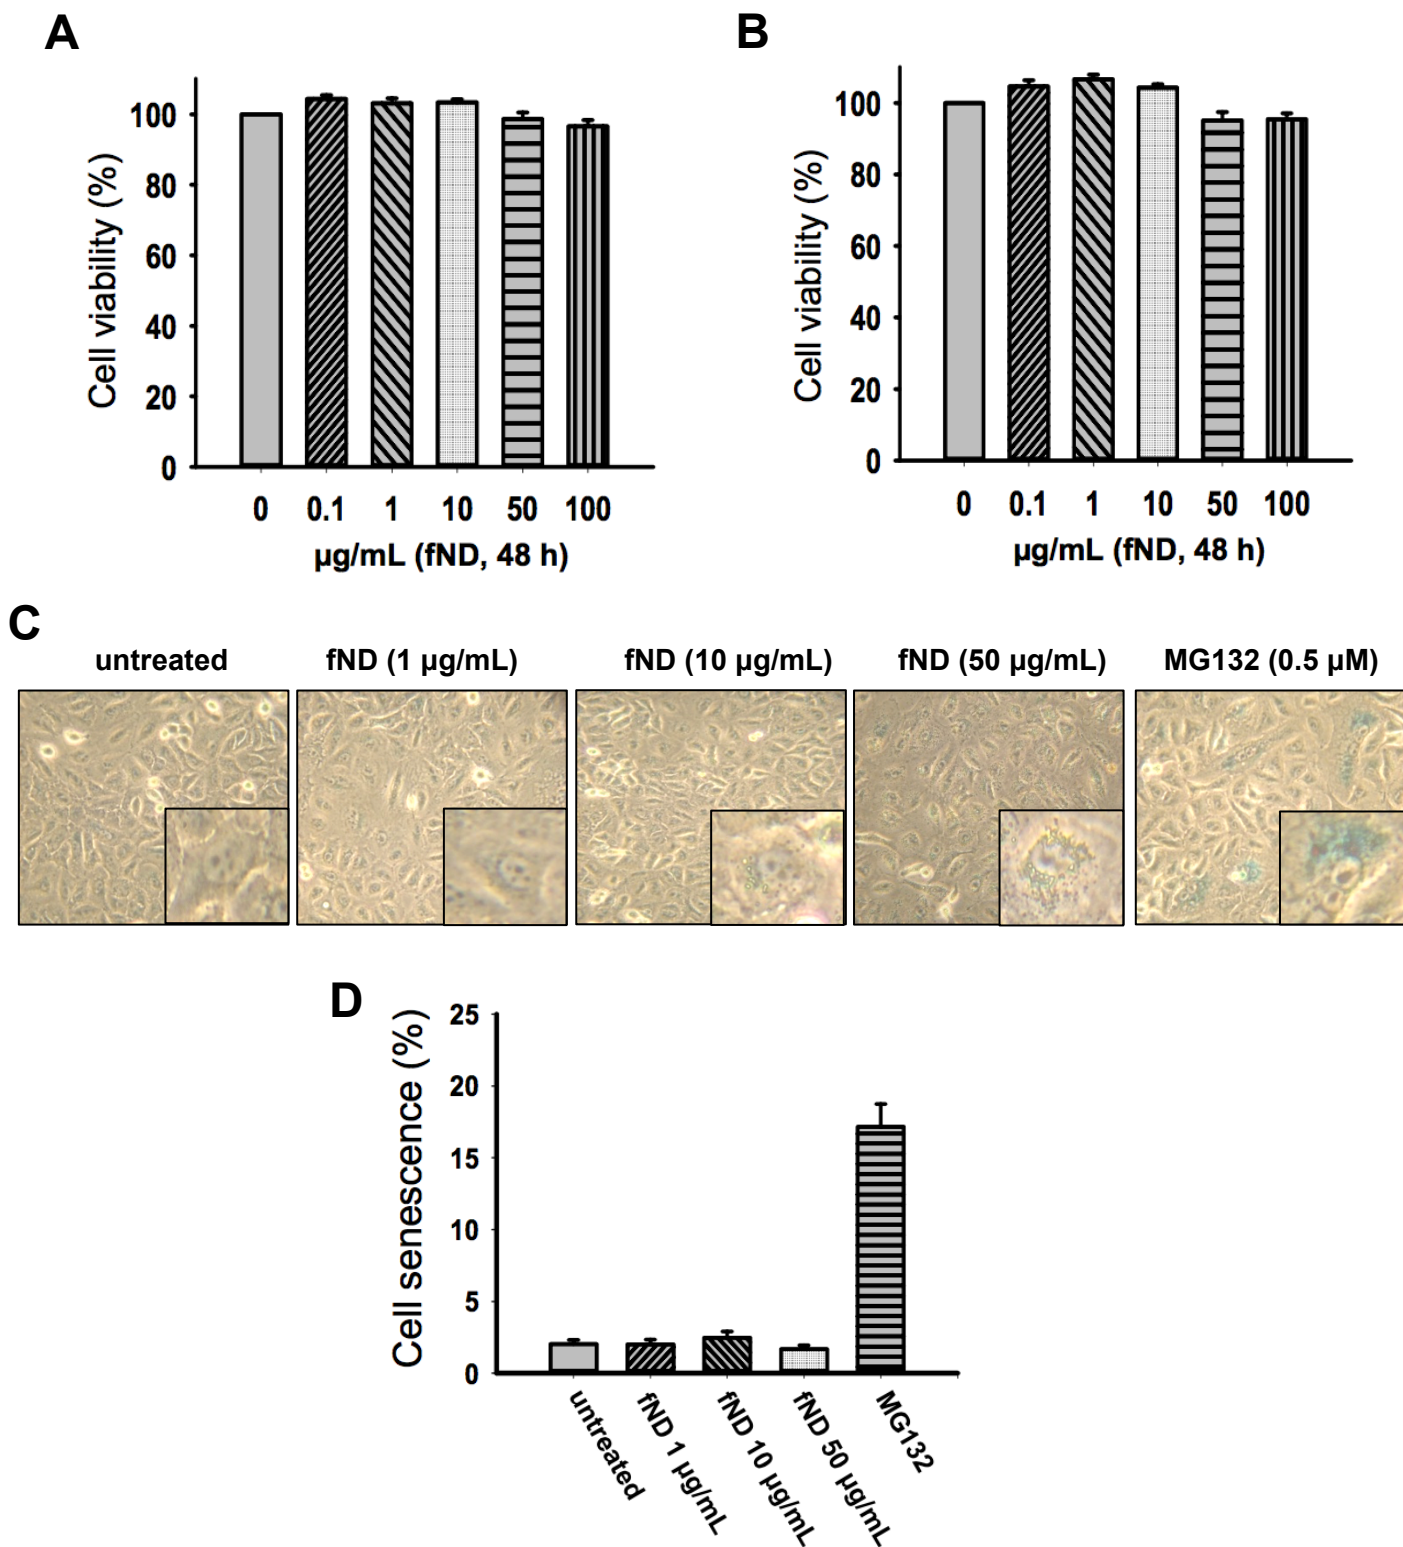 A
Cell viability (%)
100
80
60
40
20
0
0 0.1 1 10 50 100
µg/mL (fND, 48 h)
B
Cell viability (%)
100
80
60
40
20
0
0 0.1 1 10 50 100
µg/mL (fND, 48 h)
C
untreated
fND (1 µg/mL)
fND (10 µg/mL)
fND (50 µg/mL)
MG132 (0.5 µM)
D
Cell senescence (%)
25
20
15
10
5
0
untreated
fND 1 µg/mL
fND 10 µg/mL
fND 50 µg/mL
MG132